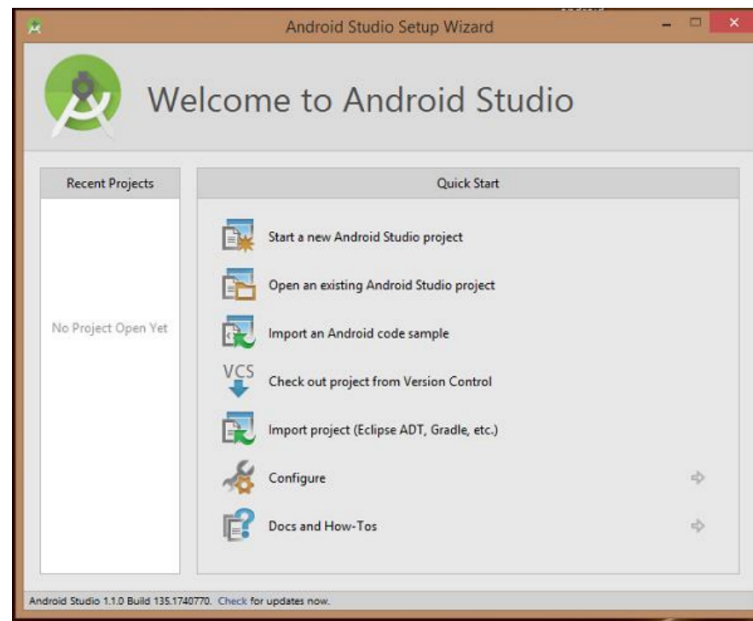 Android Studio Setup Wizard
Welcome to Android Studio
Recent Projects
No Project Open Yet
Quick Start
Start a new Android Studio project
Open an existing Android Studio project
Import an Android code sample
VCS
Check out project from Version Control
Import project (Eclipse ADT, Gradle, etc.)
Configure
Docs and How-Tos
Android Studio 1.1.0 Build 135.1740770. Check for updates now.